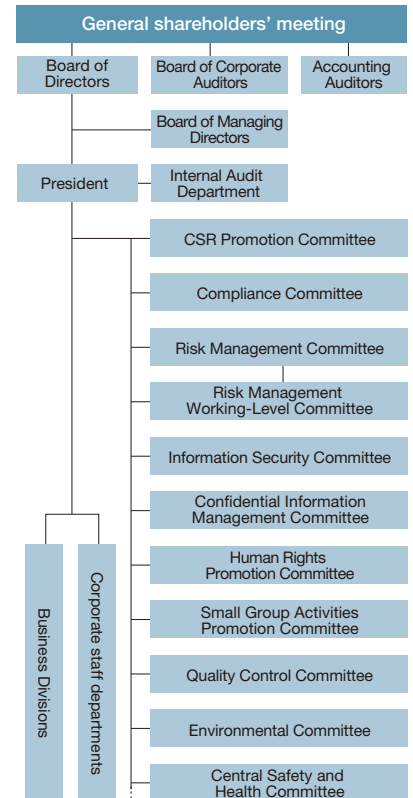 General shareholders' meeting
Board of
Directors
Board of Corporate
Auditors
Accounting
Auditors
Board of Managing
Directors
President
Internal Audit
Department
CSR Promotion Committee
Compliance Committee
Risk Management Committee
Risk Management
Working-Level Committee
Information Security Committee
Confidential Information
Management Committee
Human Rights
Promotion Committee
Small Group Activities
Promotion Committee
Quality Control Committee
Environmental Committee
Central Safety and
Health Committee
Business Divisions
Corporate staff departments